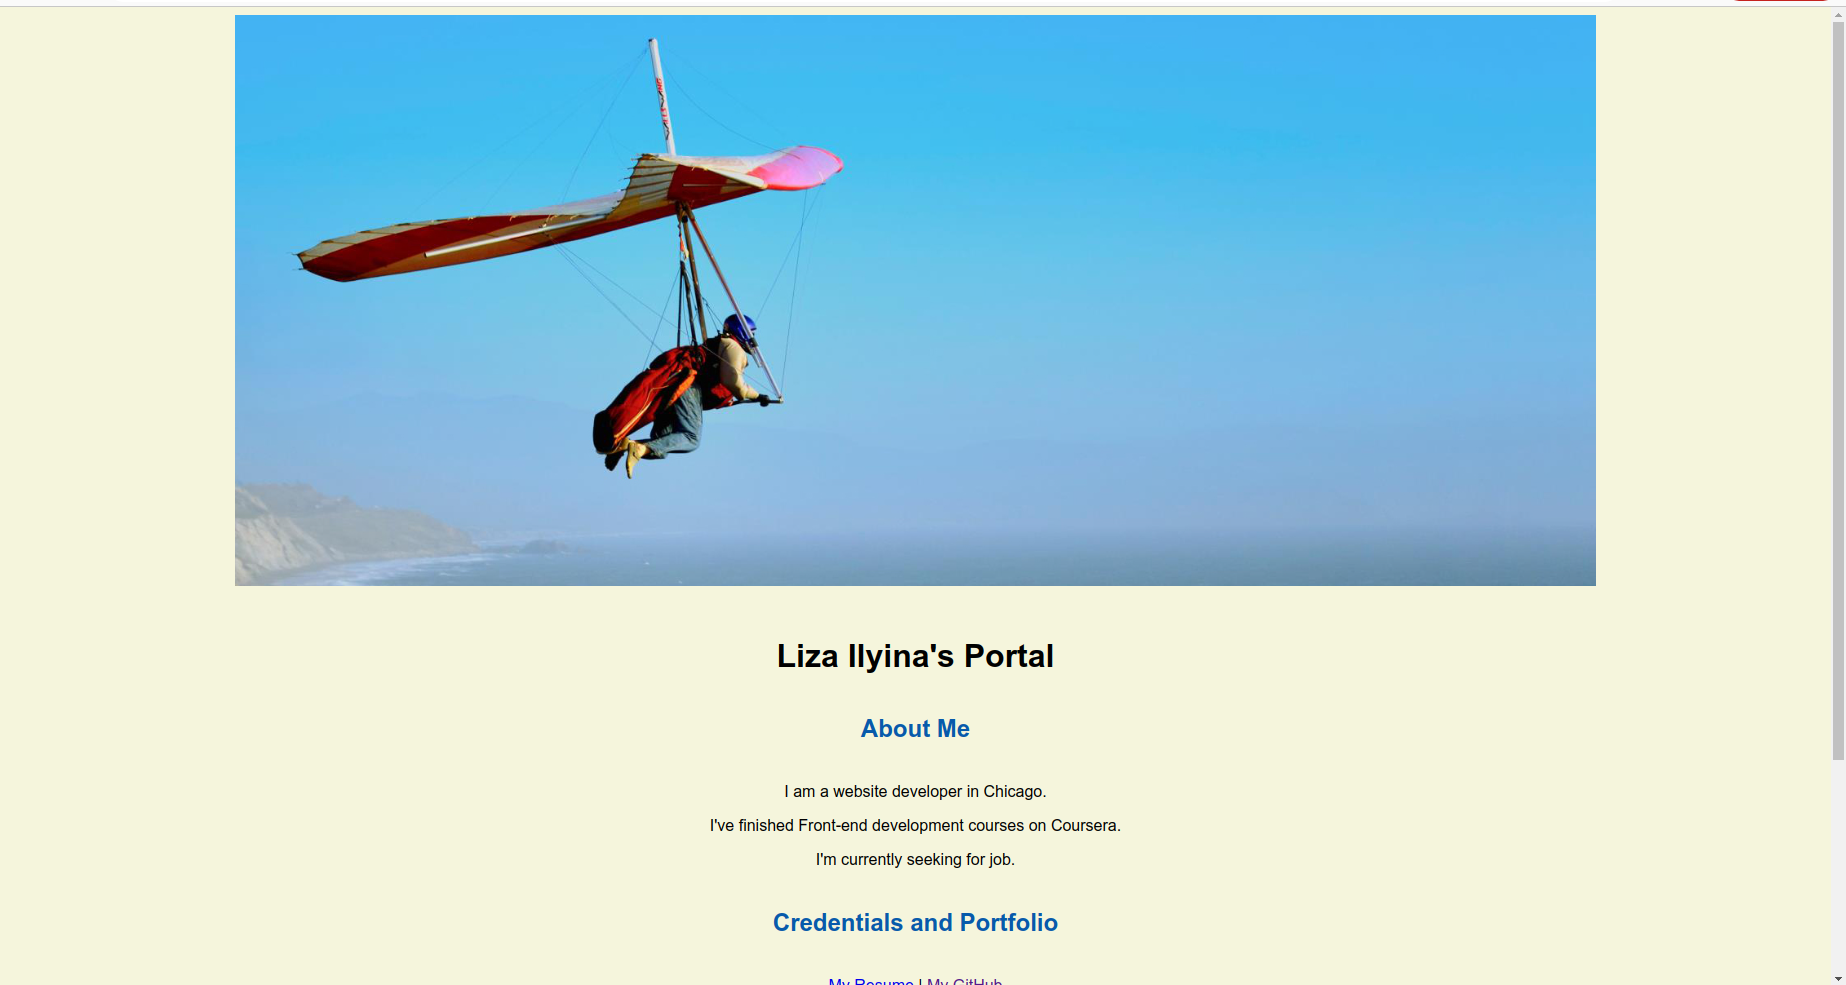 Liza Ilyina's Portal
About Me
I am a website developer in Chicago.
I've finished Front-end development courses on Coursera.
I'm currently seeking for job.
Credentials and Portfolio
My Resume | My GitHub